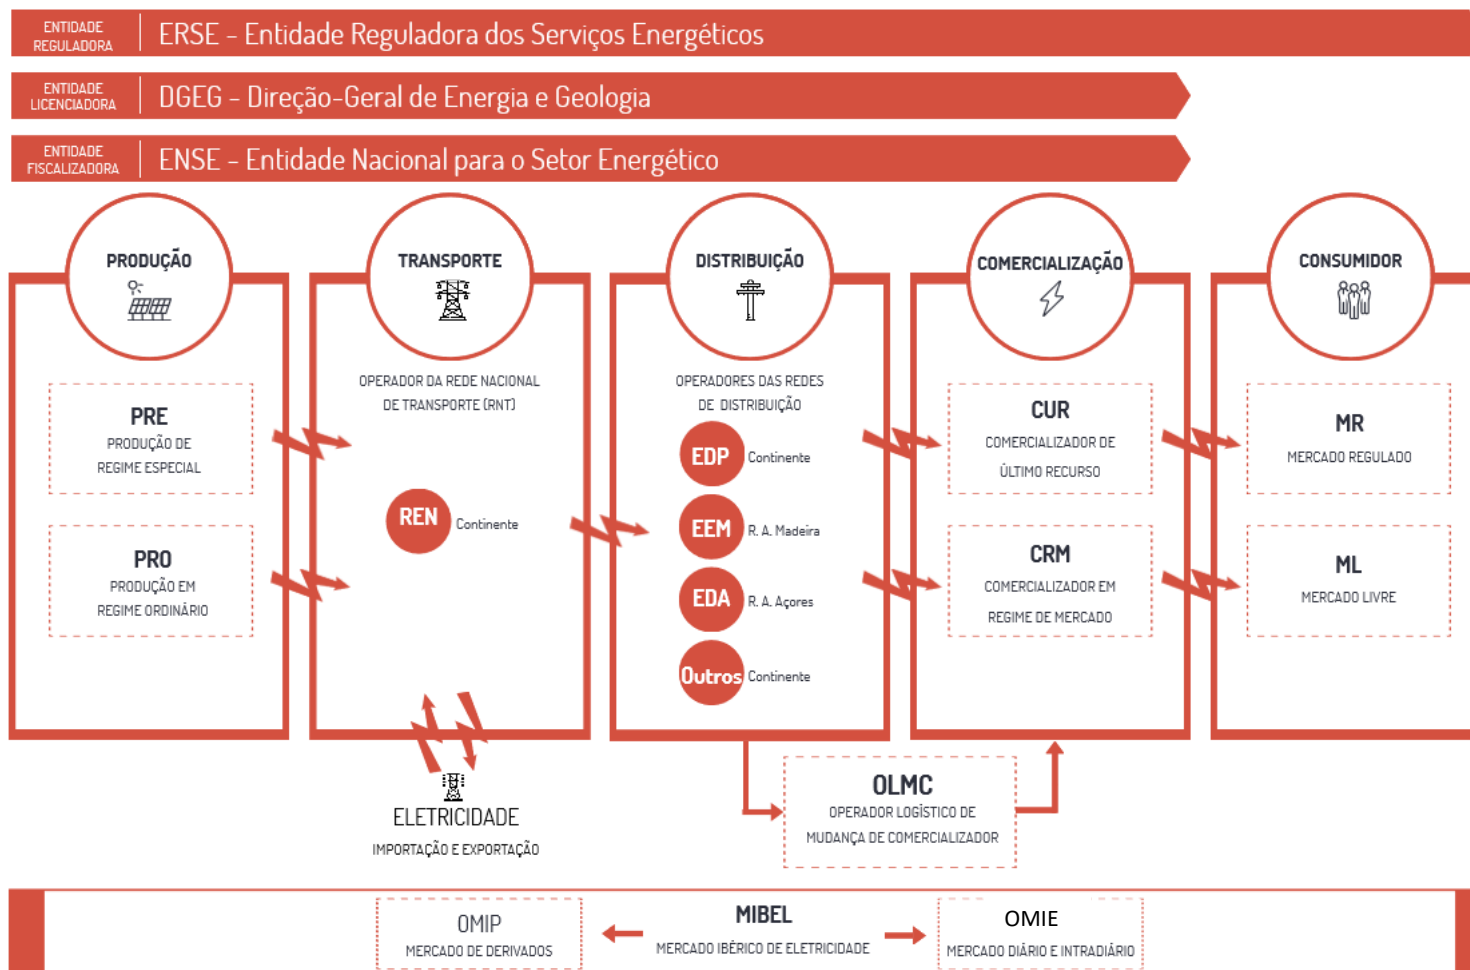 ENTIDADE
REGULADORA
ERSE – Entidade Reguladora dos Serviços Energéticos
ENTIDADE
LICENCIADORA
DGEG – Direção-Geral de Energia e Geologia
ENTIDADE
FISCALIZADORA
ENSE – Entidade Nacional para o Setor Energético
PRODUÇÃO
PRE
PRODUÇÃO DE
REGIME ESPECIAL
PRO
PRODUÇÃO EM
REGIME ORDINÁRIO
TRANSPORTE
OPERADOR DA REDE NACIONAL
DE TRANSPORTE (RNT)
REN Continente
ELETRICIDADE
IMPORTAÇÃO E EXPORTAÇÃO
DISTRIBUIÇÃO
OPERADORES DAS REDES
DE DISTRIBUIÇÃO
EDP Continente
EEM R. A. Madeira
EDA R. A. Açores
Outros Continente
OLMC
OPERADOR LOGÍSTICO DE
MUDANÇA DE COMERCIALIZADOR
COMERCIALIZAÇÃO
CUR
COMERCIALIZADOR DE
ÚLTIMO RECURSO
CRM
COMERCIALIZADOR EM
REGIME DE MERCADO
CONSUMIDOR
MR
MERCADO REGULADO
ML
MERCADO LIVRE
OMIP
MERCADO DE DERIVADOS
MIBEL
MERCADO IBÉRICO DE ELETRICIDADE
OMIE
MERCADO DIÁRIO E INTRADIÁRIO